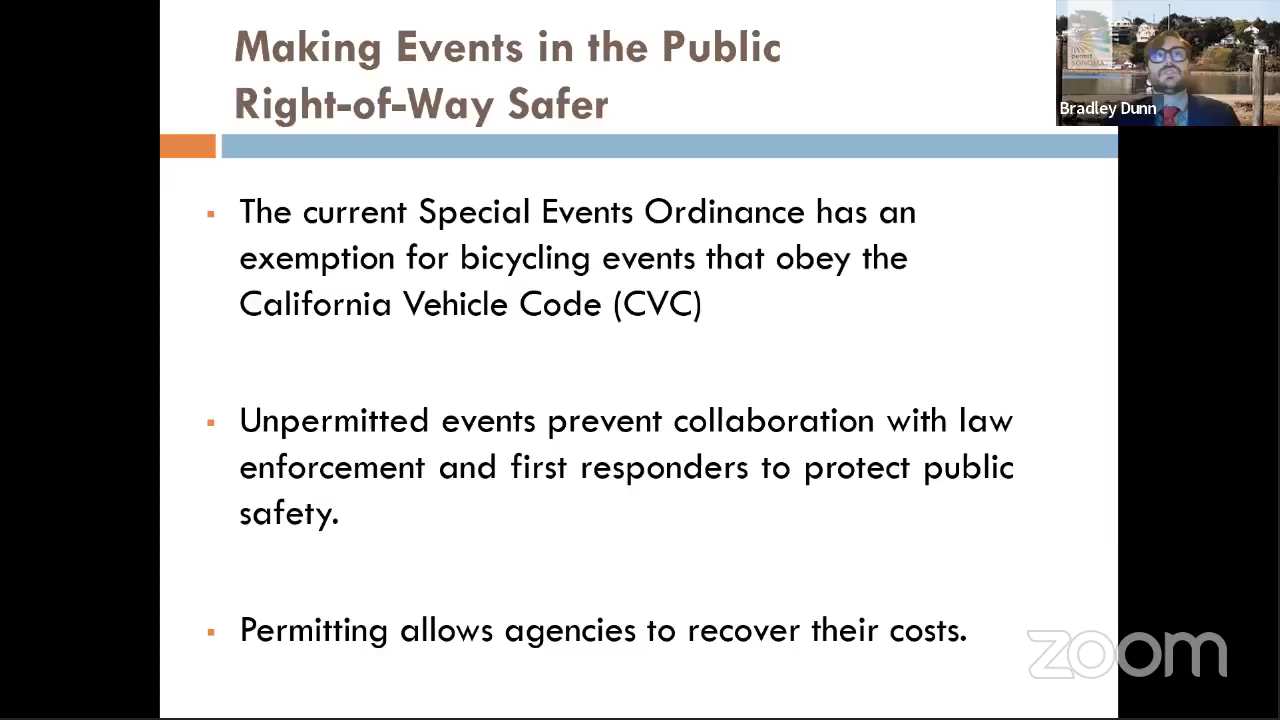 Making Events in the Public
Right-of-Way Safer
permit
SONOMA
Bradley Dunn
▪ The current Special Events Ordinance has an
exemption for bicycling events that obey the
California Vehicle Code (CVC)
▪ Unpermitted events prevent collaboration with law
enforcement and first responders to protect public
safety.
▪ Permitting allows agencies to recover their costs.
zoom